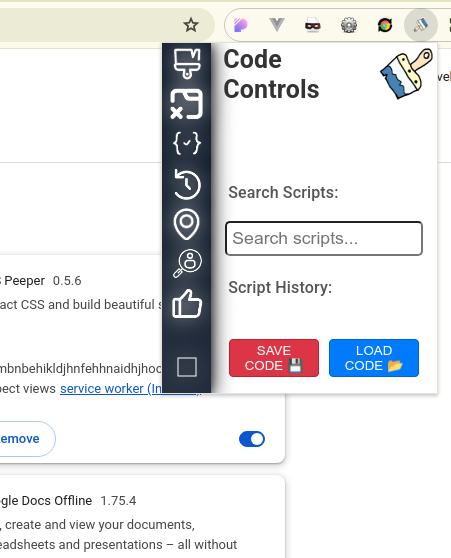 Code
Controls
Search Scripts:
Search scripts...
Script History:
SAVE
CODE 💾
LOAD
CODE 📂
Peeper 0.5.6
act CSS and build beautiful
mbnbehikldjhnfehhnaidhjhoo
pect views service worker (In
emove
gle Docs Offline 1.75.4
, create and view your documents,
eadsheets and presentations – all without